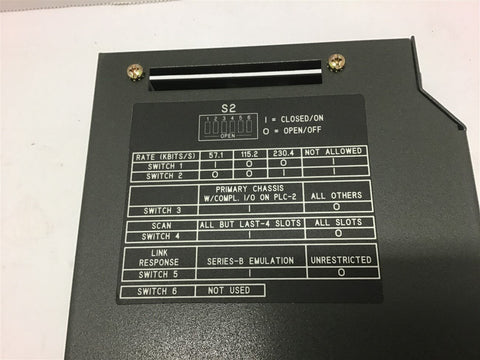 S2
1 2 3 4 5 6
OPEN
I = CLOSED/ON
O = OPEN/OFF
RATE (KBITS/S) 57.1 115.2 230.4 NOT ALLOWED
SWITCH 1 I O O I
SWITCH 2 O O I I
PRIMARY CHASSIS
W/COMPL. I/O ON PLC-2 ALL OTHERS
SWITCH 3 I O
SCAN ALL BUT LAST-4 SLOTS ALL SLOTS
SWITCH 4 I O
LINK
RESPONSE SERIES-B EMULATION UNRESTRICTED
SWITCH 5 I O
SWITCH 6 NOT USED